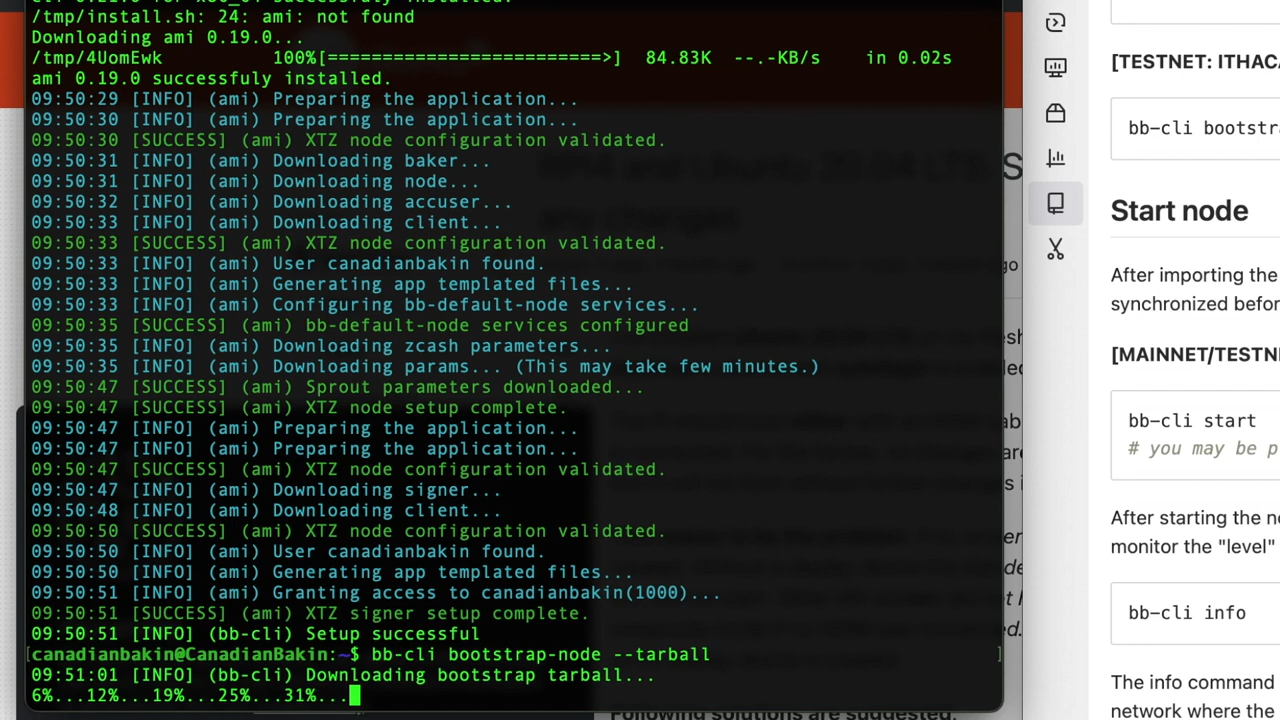 /tmp/install.sh: 24: ami: not found
Downloading ami 0.19.0...
/tmp/4UomEwk 100%[=========================>] 84.83K --.-KB/s in 0.02s
ami 0.19.0 successfuly installed.
09:50:29 [INFO] (ami) Preparing the application...
09:50:30 [INFO] (ami) Preparing the application...
09:50:30 [SUCCESS] (ami) XTZ node configuration validated.
09:50:31 [INFO] (ami) Downloading baker...
09:50:31 [INFO] (ami) Downloading node...
09:50:32 [INFO] (ami) Downloading accuser...
09:50:33 [INFO] (ami) Downloading client...
09:50:33 [SUCCESS] (ami) XTZ node configuration validated.
09:50:33 [INFO] (ami) User canadianbakin found.
09:50:33 [INFO] (ami) Generating app templated files...
09:50:33 [INFO] (ami) Configuring bb-default-node services...
09:50:35 [SUCCESS] (ami) bb-default-node services configured
09:50:35 [INFO] (ami) Downloading zcash parameters...
09:50:35 [INFO] (ami) Downloading params... (This may take few minutes.)
09:50:47 [SUCCESS] (ami) Sprout parameters downloaded...
09:50:47 [SUCCESS] (ami) XTZ node setup complete.
09:50:47 [INFO] (ami) Preparing the application...
09:50:47 [INFO] (ami) Preparing the application...
09:50:47 [SUCCESS] (ami) XTZ node configuration validated.
09:50:47 [INFO] (ami) Downloading signer...
09:50:48 [INFO] (ami) Downloading client...
09:50:50 [SUCCESS] (ami) XTZ node configuration validated.
09:50:50 [INFO] (ami) User canadianbakin found.
09:50:50 [INFO] (ami) Generating app templated files...
09:50:51 [INFO] (ami) Granting access to canadianbakin(1000)...
09:50:51 [SUCCESS] (ami) XTZ signer setup complete.
09:50:51 [INFO] (bb-cli) Setup successful
[canadianbakin@CanadianBakin:~$ bb-cli bootstrap-node --tarball ]
09:51:01 [INFO] (bb-cli) Downloading bootstrap tarball...
6%...12%...19%...25%...31%...
[TESTNET: ITHACA
bb-cli bootstra
Start node
After importing the
synchronized before
[MAINNET/TESTN
bb-cli start
# you may be p
After starting the no
monitor the "level"
bb-cli info
The info command
network where the